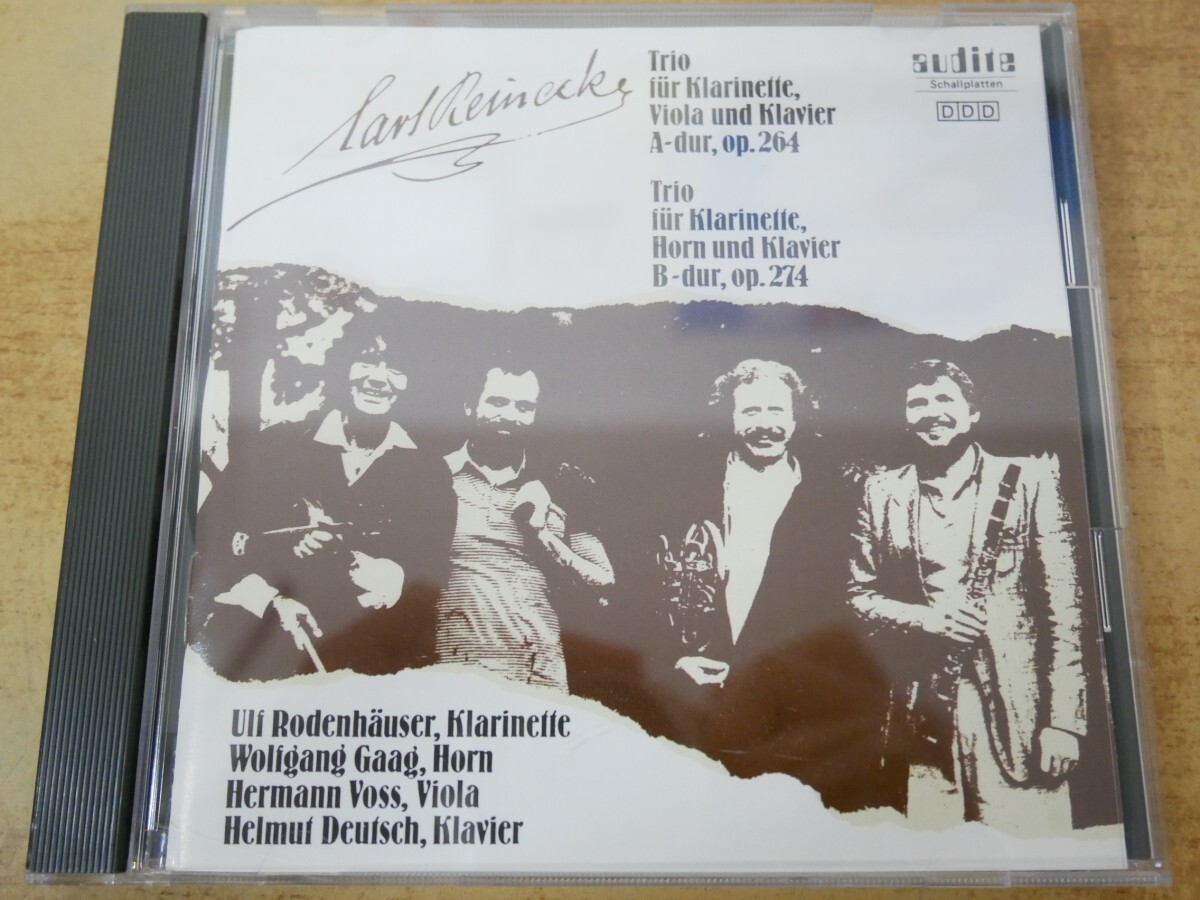 Carl Reinecke
Trio
für Klarinette,
Viola und Klavier
A-dur, op. 264
Trio
für Klarinette,
Horn und Klavier
B-dur, op. 274
audite
Schallplatten
DDD
Ulf Rodenhäuser, Klarinette
Wolfgang Gaag, Horn
Hermann Voss, Viola
Helmut Deutsch, Klavier